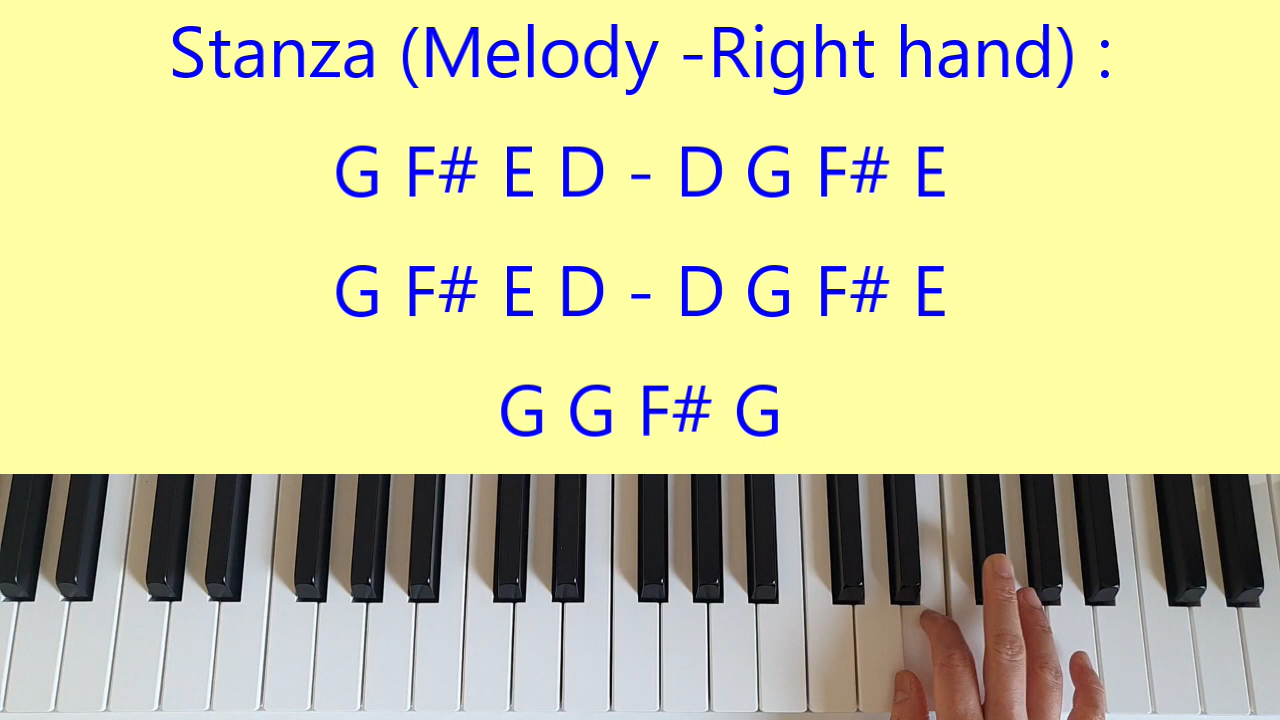 Stanza (Melody -Right hand) :
G F# E D - D G F# E
G F# E D - D G F# E
G G F# G